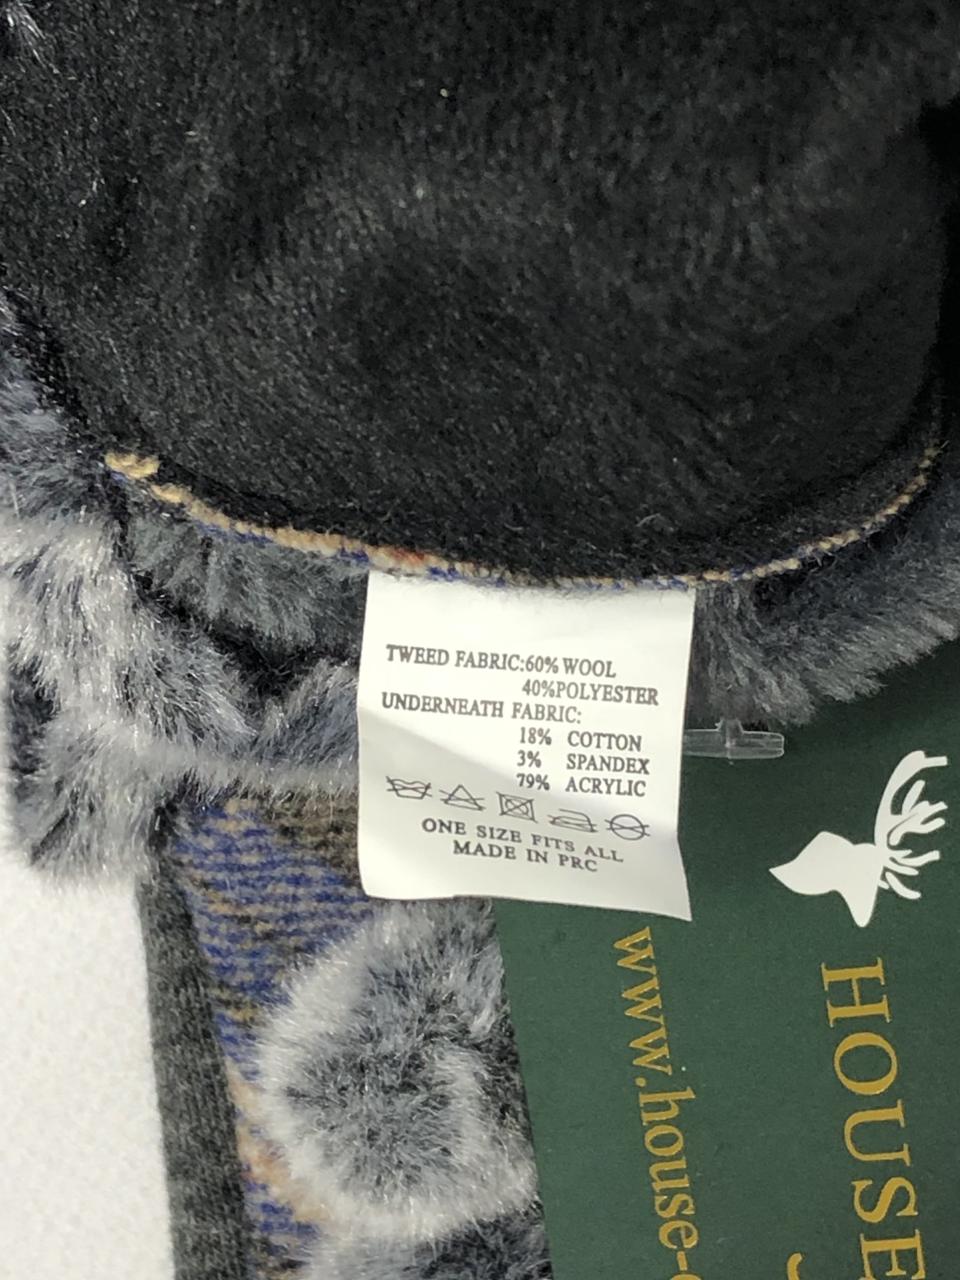 TWEED FABRIC:60% WOOL
40%POLYESTER
UNDERNEATH FABRIC:
18% COTTON
3% SPANDEX
79% ACRYLIC
ONE SIZE FITS ALL
MADE IN PRC
HOUSE
www.house-